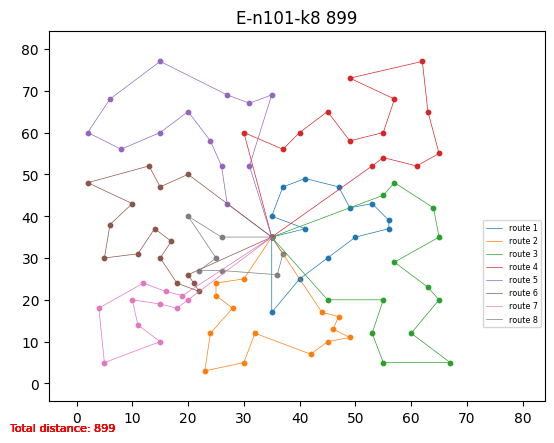 E-n101-k8 899
80
70
60
50
40
30
20
10
0
route 1
route 2
route 3
route 4
route 5
route 6
route 7
route 8
0 10 20 30 40 50 60 70 80
Total distance: 899